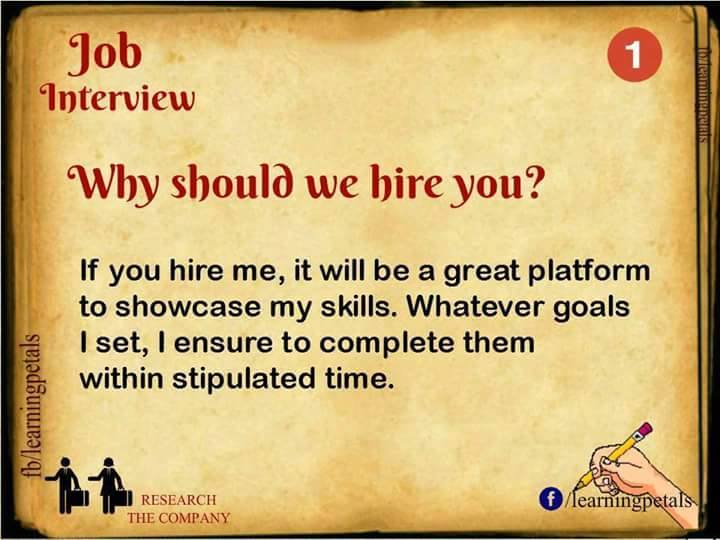 Job
Interview
1
Why should we hire you?
If you hire me, it will be a great platform
to showcase my skills. Whatever goals
I set, I ensure to complete them
within stipulated time.
fb/learningpetals
fb/learningpetals
RESEARCH
THE COMPANY
f /learningpetals